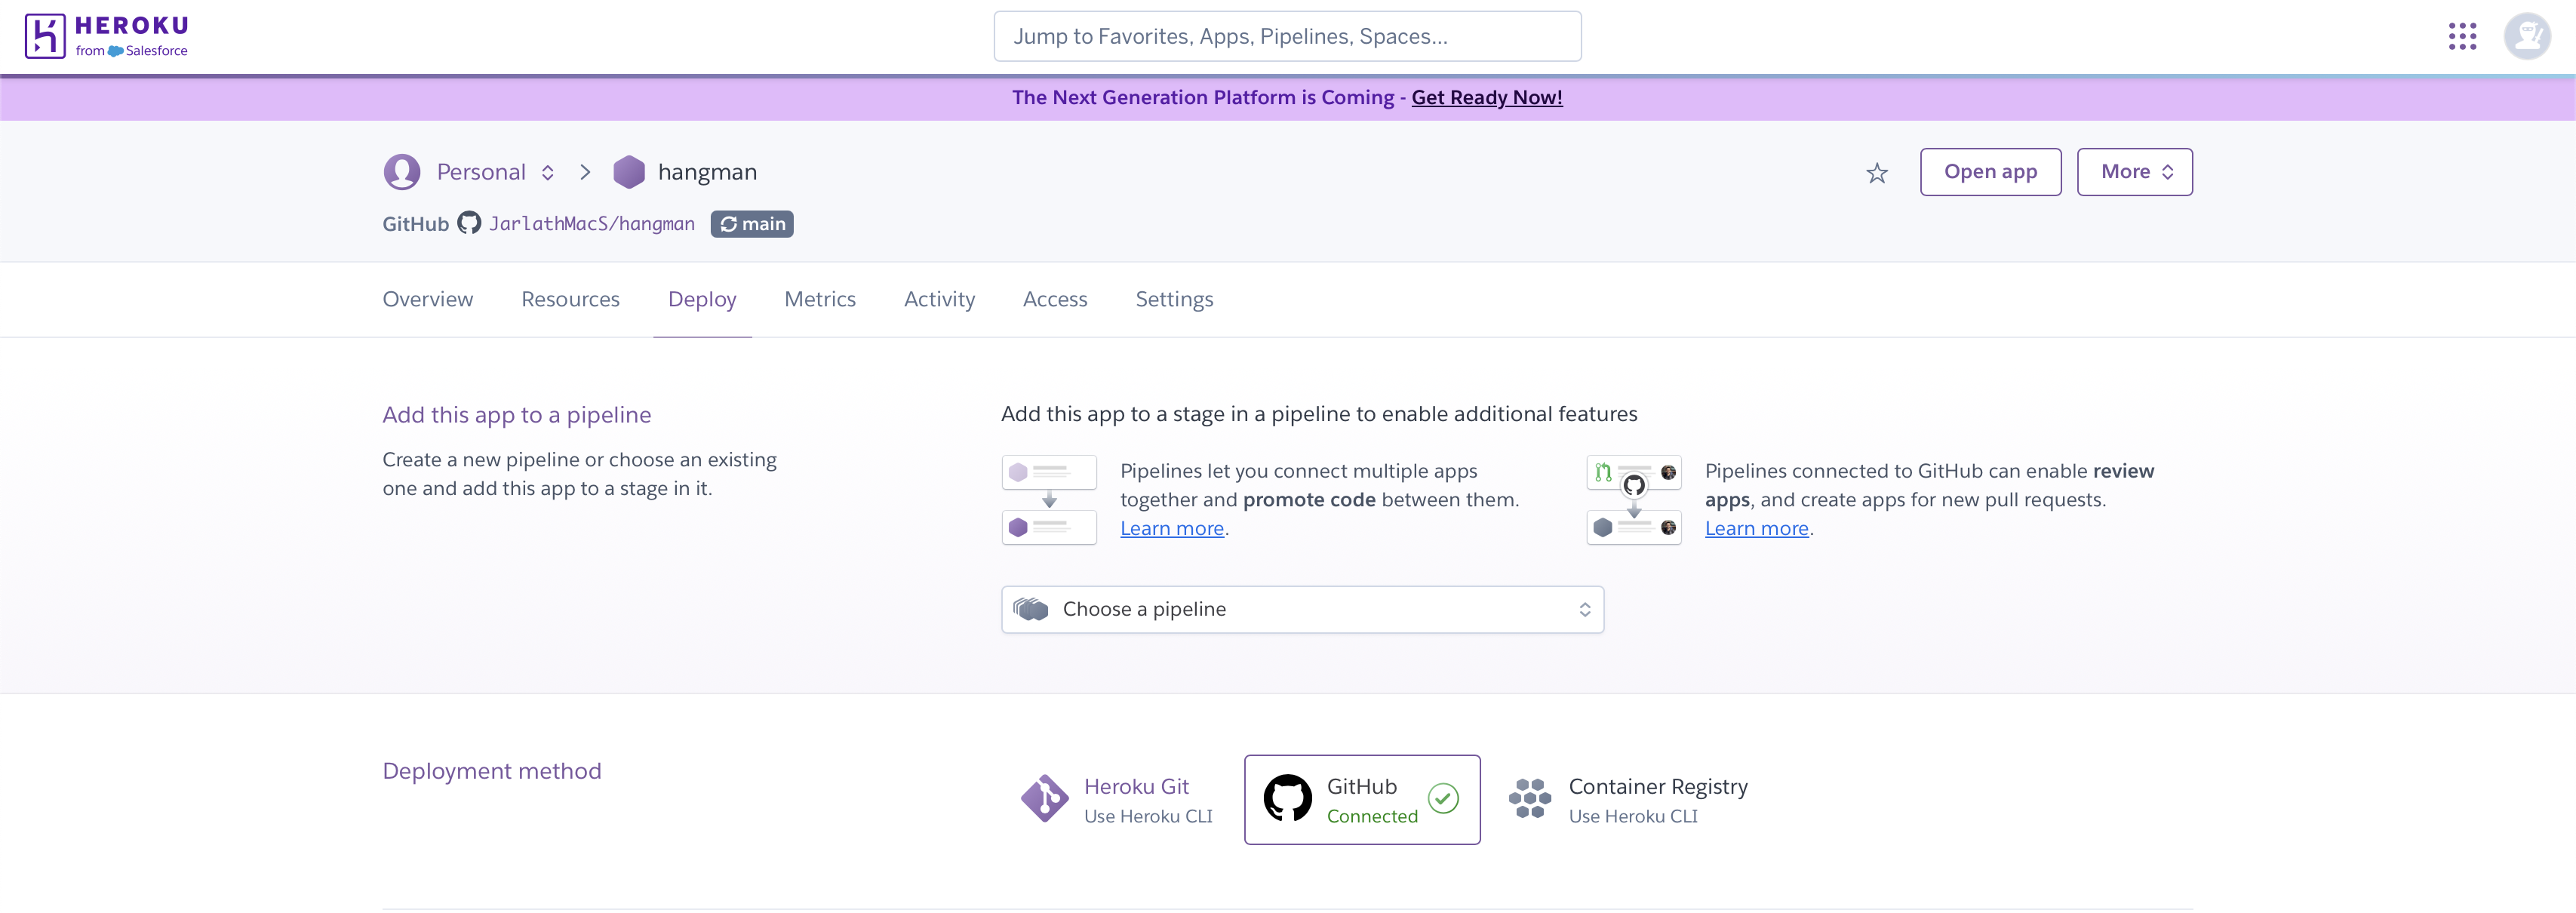 HEROKU
from Salesforce
Jump to Favorites, Apps, Pipelines, Spaces...
The Next Generation Platform is Coming - Get Ready Now!
Personal
hangman
Open app
More
GitHub JarlathMacS/hangman main
Overview Resources Deploy Metrics Activity Access Settings
Add this app to a pipeline
Create a new pipeline or choose an existing
one and add this app to a stage in it.
Add this app to a stage in a pipeline to enable additional features
Pipelines let you connect multiple apps
together and promote code between them.
Learn more.
Pipelines connected to GitHub can enable review
apps, and create apps for new pull requests.
Learn more.
Choose a pipeline
Deployment method
Heroku Git
Use Heroku CLI
GitHub
Connected
Container Registry
Use Heroku CLI